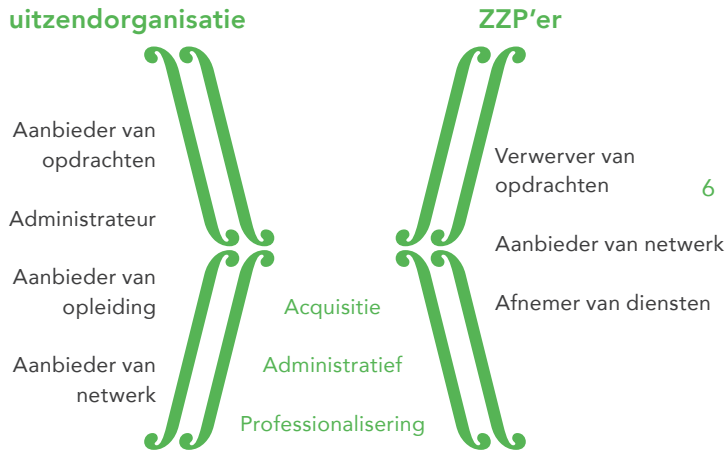 uitzendorganisatie
ZZP'er
Aanbieder van
opdrachten
Administrateur
Aanbieder van
opleiding
Aanbieder van
netwerk
Acquisitie
Administratief
Professionalisering
Verwerver van
opdrachten
6
Aanbieder van netwerk
Afnemer van diensten